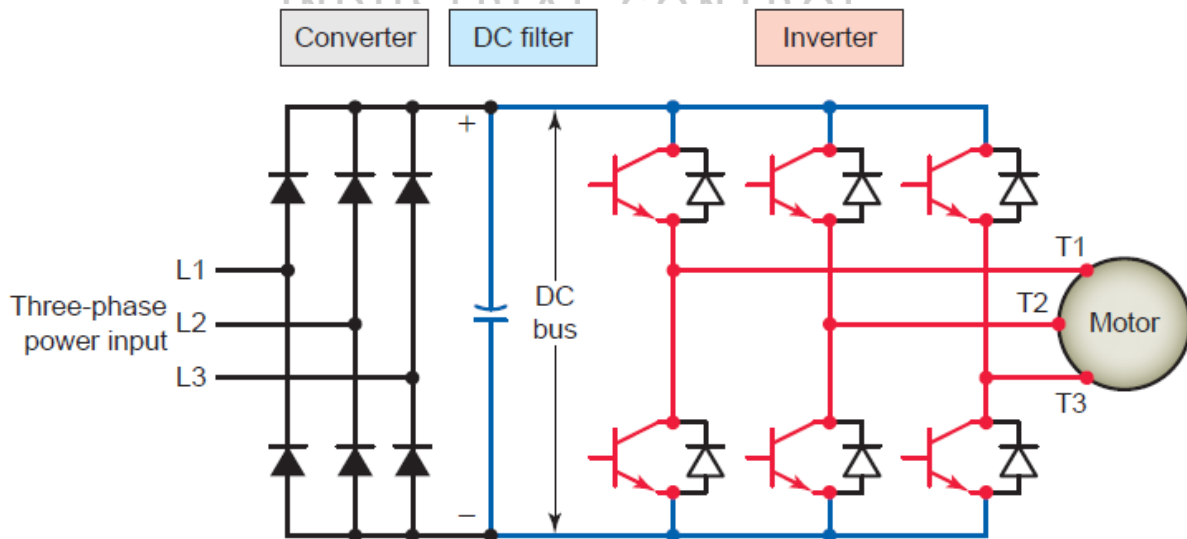 Converter
DC filter
Inverter
+
L1
L2
L3
Three-phase
power input
DC
bus
T1
T2
T3
Motor
−